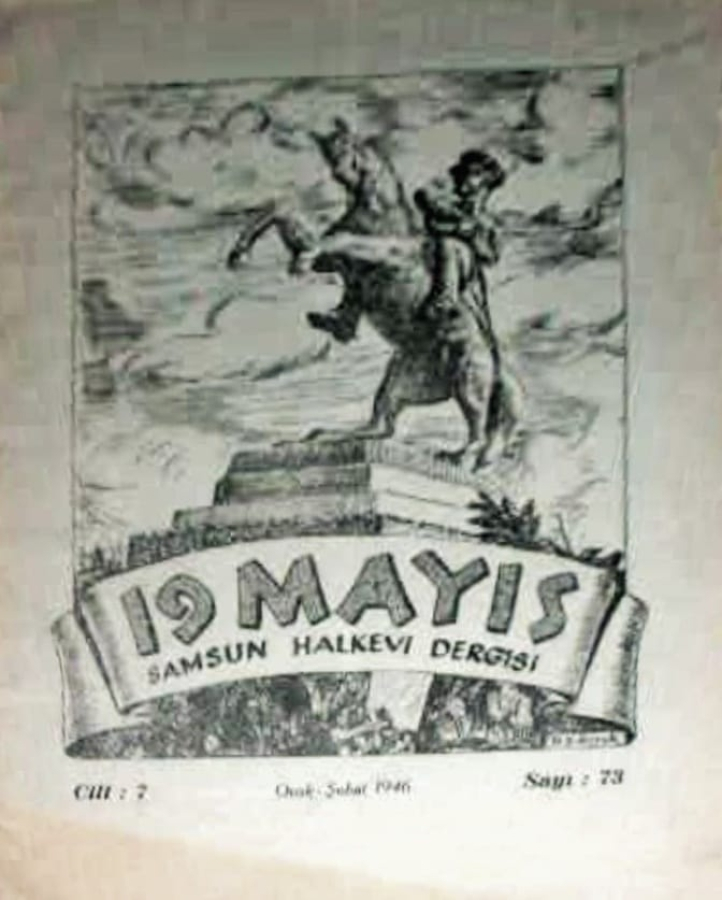 19 MAYIS
SAMSUN HALKEVİ DERGİSİ
Cilt : 7
Ocak-Şubat 1946
Sayı : 73